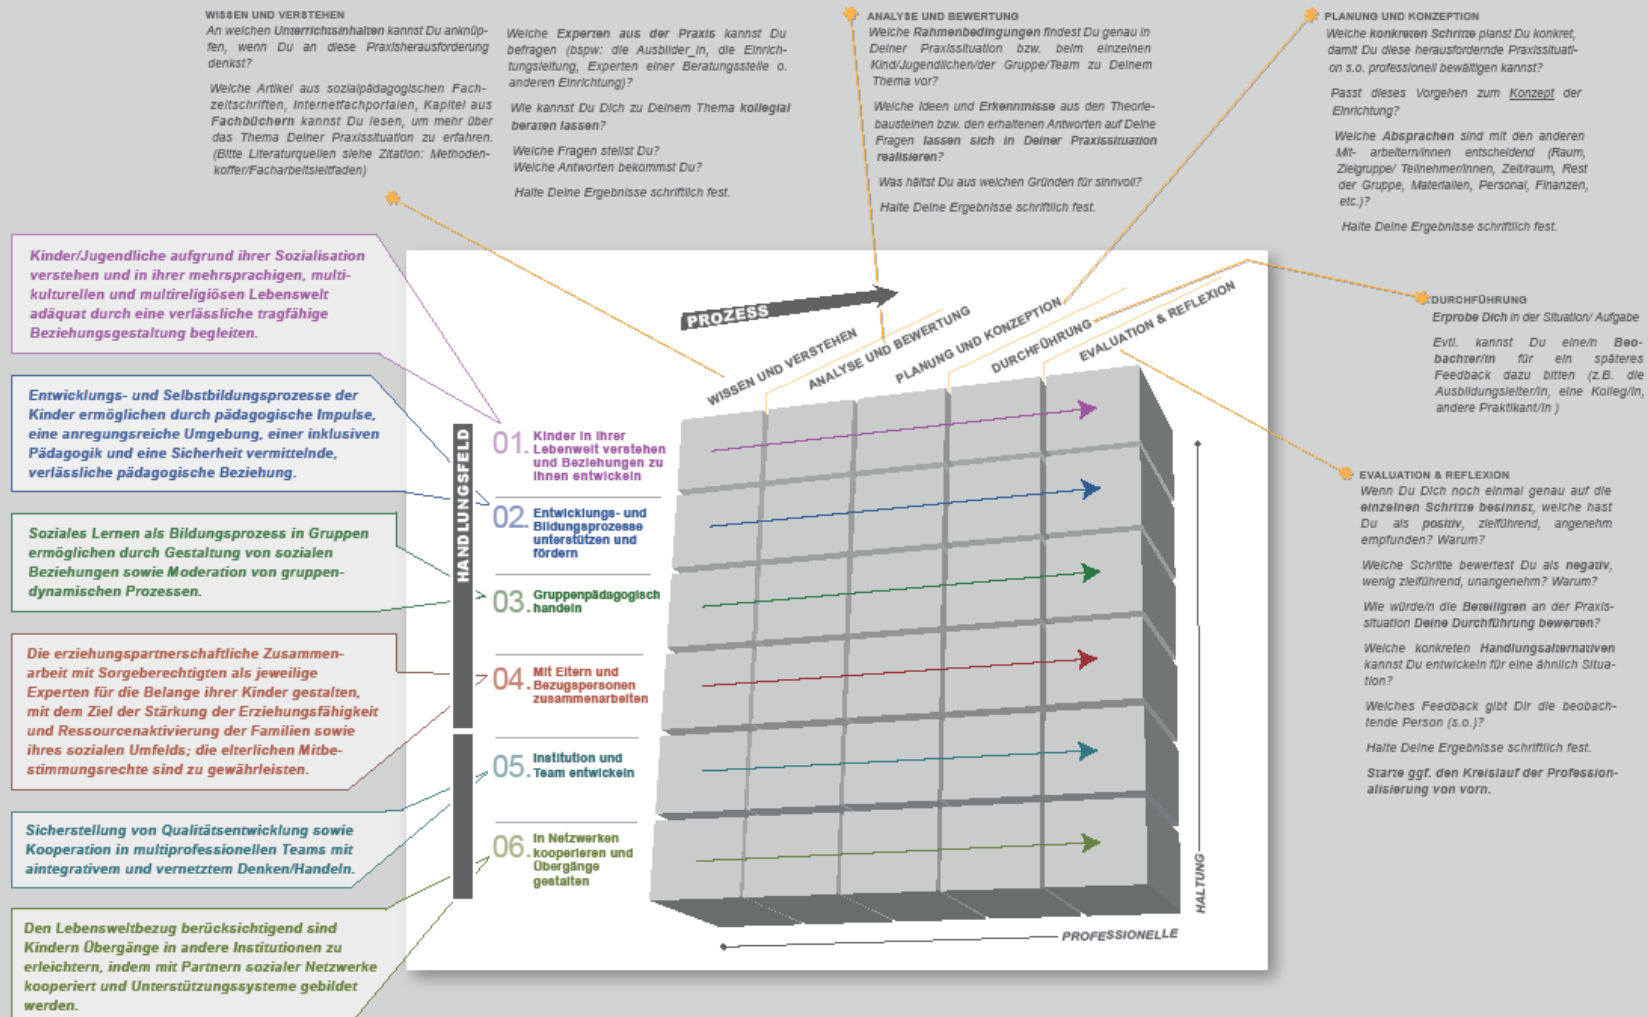 WISSEN UND VERSTEHEN
An welchen Unterrichtsinhalten kannst Du anknüp-
fen, wenn Du an diese Praxisherausforderung
denkst?
Welche Artikel aus sozialpädagogischen Fach-
zeitschriften, Internetfachportalen, Kapitel aus
Fachbüchern kannst Du lesen, um mehr über
das Thema Deiner Praxissituation zu erfahren.
(Bitte Literaturquellen siehe Zitation: Methoden-
koffer/Facharbeitsleitfaden)
Welche Experten aus der Praxis kannst Du
befragen (bspw: die Ausbilder_in, die Einrich-
tungsleitung, Experten einer Beratungsstelle o.
anderen Einrichtung)?
Wie kannst Du Dich zu Deinem Thema kollegial
beraten lassen?
Welche Fragen stellst Du?
Welche Antworten bekommst Du?
Halte Deine Ergebnisse schriftlich fest.
ANALYSE UND BEWERTUNG
Welche Rahmenbedingungen findest Du genau in
Deiner Praxissituation bzw. beim einzelnen
Kind/Jugendlichen/der Gruppe/Team zu Deinem
Thema vor?
Welche Ideen und Erkenntnisse aus den Theorie-
bausteinen bzw. den erhaltenen Antworten auf Deine
Fragen lassen sich in Deiner Praxissituation
realisieren?
Was hältst Du aus welchen Gründen für sinnvoll?
Halte Deine Ergebnisse schriftlich fest.
PLANUNG UND KONZEPTION
Welche konkreten Schritte planst Du konkret,
damit Du diese herausfordernde Praxissituati-
on s.o. professionell bewältigen kannst?
Passt dieses Vorgehen zum Konzept der
Einrichtung?
Welche Absprachen sind mit den anderen
Mit- arbeitern/innen entscheidend (Raum,
Zielgruppe/ Teilnehmer/innen, Zeit/raum, Rest
der Gruppe, Materialien, Personal, Finanzen,
etc.)?
Halte Deine Ergebnisse schriftlich fest.
DURCHFÜHRUNG
Erprobe Dich in der Situation/ Aufgabe
Evtl. kannst Du eine/n Beo-
bachter/in für ein späteres
Feedback dazu bitten (z.B. die
Ausbildungsleiter/in, eine Kolleg/in,
andere Praktikant/in )
EVALUATION & REFLEXION
Wenn Du Dich noch einmal genau auf die
einzelnen Schritte besinnst, welche hast
Du als positiv, zielführend, angenehm
empfunden? Warum?
Welche Schritte bewertest Du als negativ,
wenig zielführend, unangenehm? Warum?
Wie würde/n die Beteiligten an der Praxis-
situation Deine Durchführung bewerten?
Welche konkreten Handlungsalternativen
kannst Du entwickeln für eine ähnlich Situa-
tion?
Welches Feedback gibt Dir die beobach-
tende Person (s.o.)?
Halte Deine Ergebnisse schriftlich fest.
Starte ggf. den Kreislauf der Profession-
alisierung von vorn.
Kinder/Jugendliche aufgrund ihrer Sozialisation
verstehen und in ihrer mehrsprachigen, multi-
kulturellen und multireligiösen Lebenswelt
adäquat durch eine verlässliche tragfähige
Beziehungsgestaltung begleiten.
Entwicklungs- und Selbstbildungsprozesse der
Kinder ermöglichen durch pädagogische Impulse,
eine anregungsreiche Umgebung, einer inklusiven
Pädagogik und eine Sicherheit vermittelnde,
verlässliche pädagogische Beziehung.
Soziales Lernen als Bildungsprozess in Gruppen
ermöglichen durch Gestaltung von sozialen
Beziehungen sowie Moderation von gruppen-
dynamischen Prozessen.
Die erziehungspartnerschaftliche Zusammen-
arbeit mit Sorgeberechtigten als jeweilige
Experten für die Belange ihrer Kinder gestalten,
mit dem Ziel der Stärkung der Erziehungsfähigkeit
und Ressourcenaktivierung der Familien sowie
ihres sozialen Umfelds; die elterlichen Mitbe-
stimmungsrechte sind zu gewährleisten.
Sicherstellung von Qualitätsentwicklung sowie
Kooperation in multiprofessionellen Teams mit
aintegrativem und vernetztem Denken/Handeln.
Den Lebensweltbezug berücksichtigend sind
Kindern Übergänge in andere Institutionen zu
erleichtern, indem mit Partnern sozialer Netzwerke
kooperiert und Unterstützungssysteme gebildet
werden.
PROZESS
WISSEN UND VERSTEHEN
ANALYSE UND BEWERTUNG
PLANUNG UND KONZEPTION
DURCHFÜHRUNG
EVALUATION & REFLEXION
HANDLUNGSFELD
01. Kinder in ihrer
Lebenwelt verstehen
und Beziehungen zu
ihnen entwickeln
02. Entwicklungs- und
Bildungsprozesse
unterstützen und
fördern
03. Gruppenpädagogisch
handeln
04. Mit Eltern und
Bezugspersonen
zusammenarbeiten
05. Institution und
Team entwickeln
06. In Netzwerken
kooperieren und
Übergänge
gestalten
PROFESSIONELLE
HALTUNG